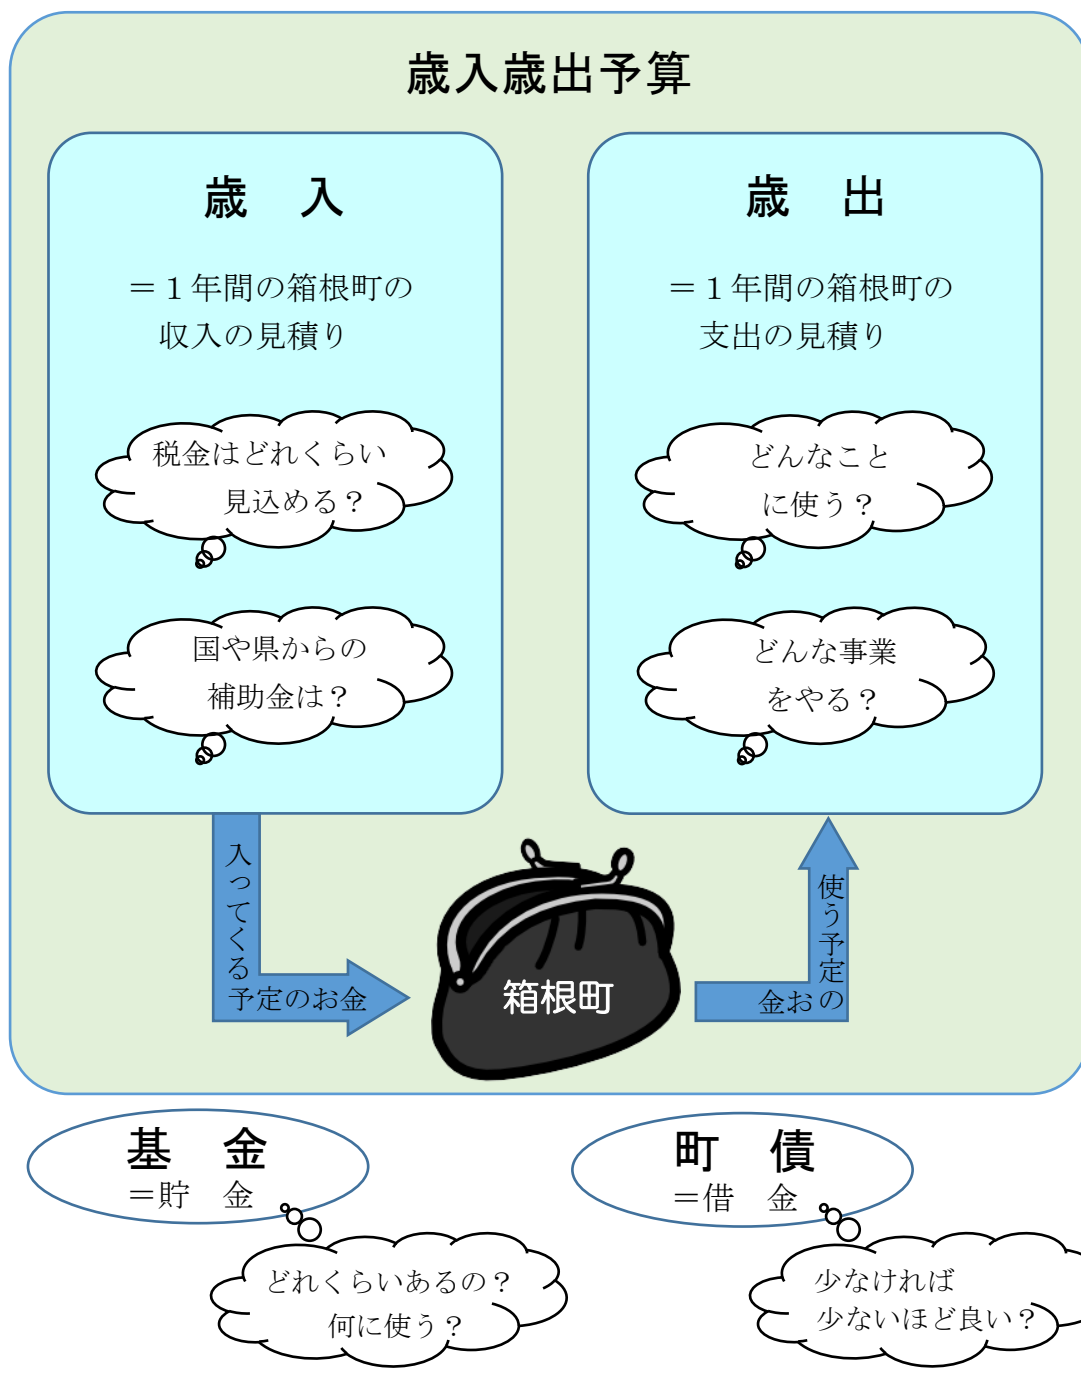 歳入歳出予算
歳　入
＝１年間の箱根町の
収入の見積り
税金はどれくらい
見込める？
国や県からの
補助金は？
歳　出
＝１年間の箱根町の
支出の見積り
どんなこと
に使う？
どんな事業
をやる？
入ってくる
予定のお金
箱根町
使う予定の
お金
基　金
＝貯　金
どれくらいあるの？
何に使う？
町　債
＝借　金
少なければ
少ないほど良い？